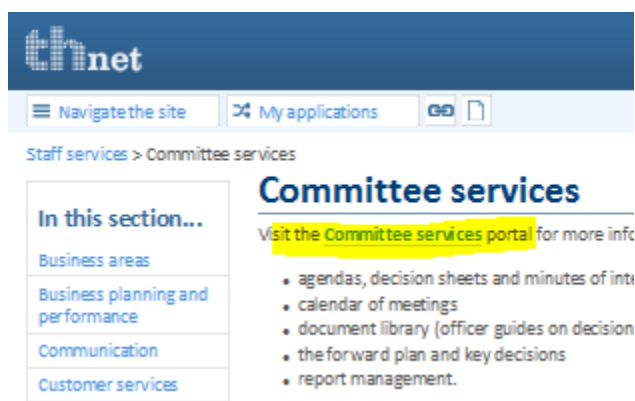 thnet
Navigate the site
My applications
Staff services > Committee services
Committee services
Visit the Committee services portal for more info
In this section...
Business areas
Business planning and
performance
Communication
Customer services
• agendas, decision sheets and minutes of inte
• calendar of meetings
• document library (officer guides on decision
• the forward plan and key decisions
• report management.